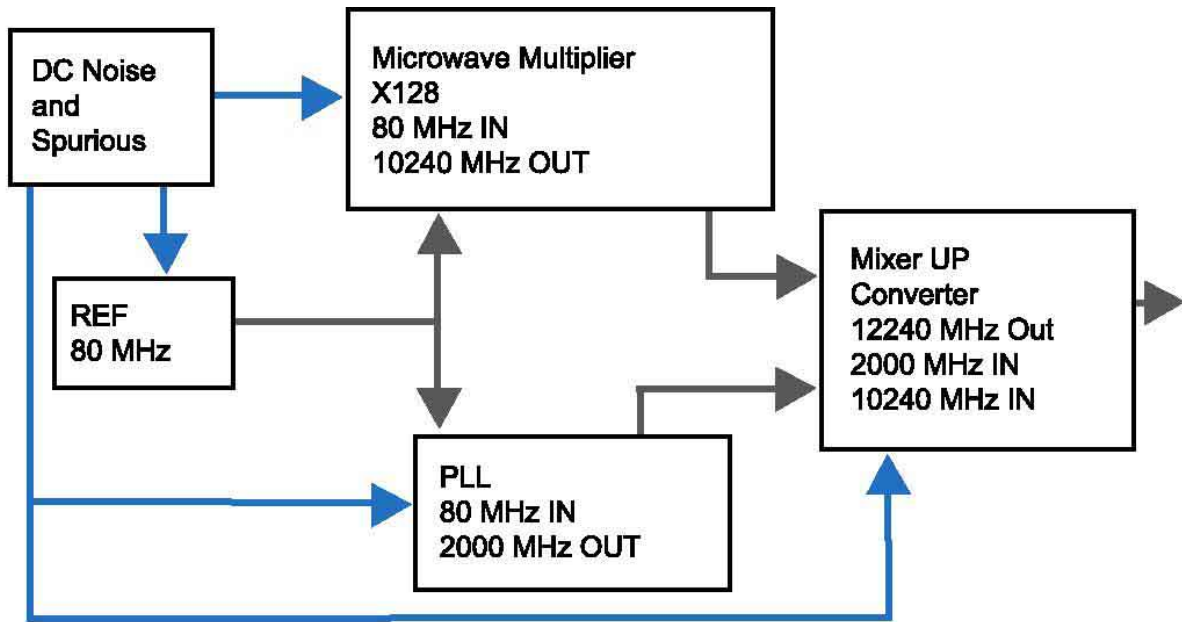 DC Noise
and
Spurious
Microwave Multiplier
X128
80 MHz IN
10240 MHz OUT
REF
80 MHz
Mixer UP
Converter
12240 MHz Out
2000 MHz IN
10240 MHz IN
PLL
80 MHz IN
2000 MHz OUT